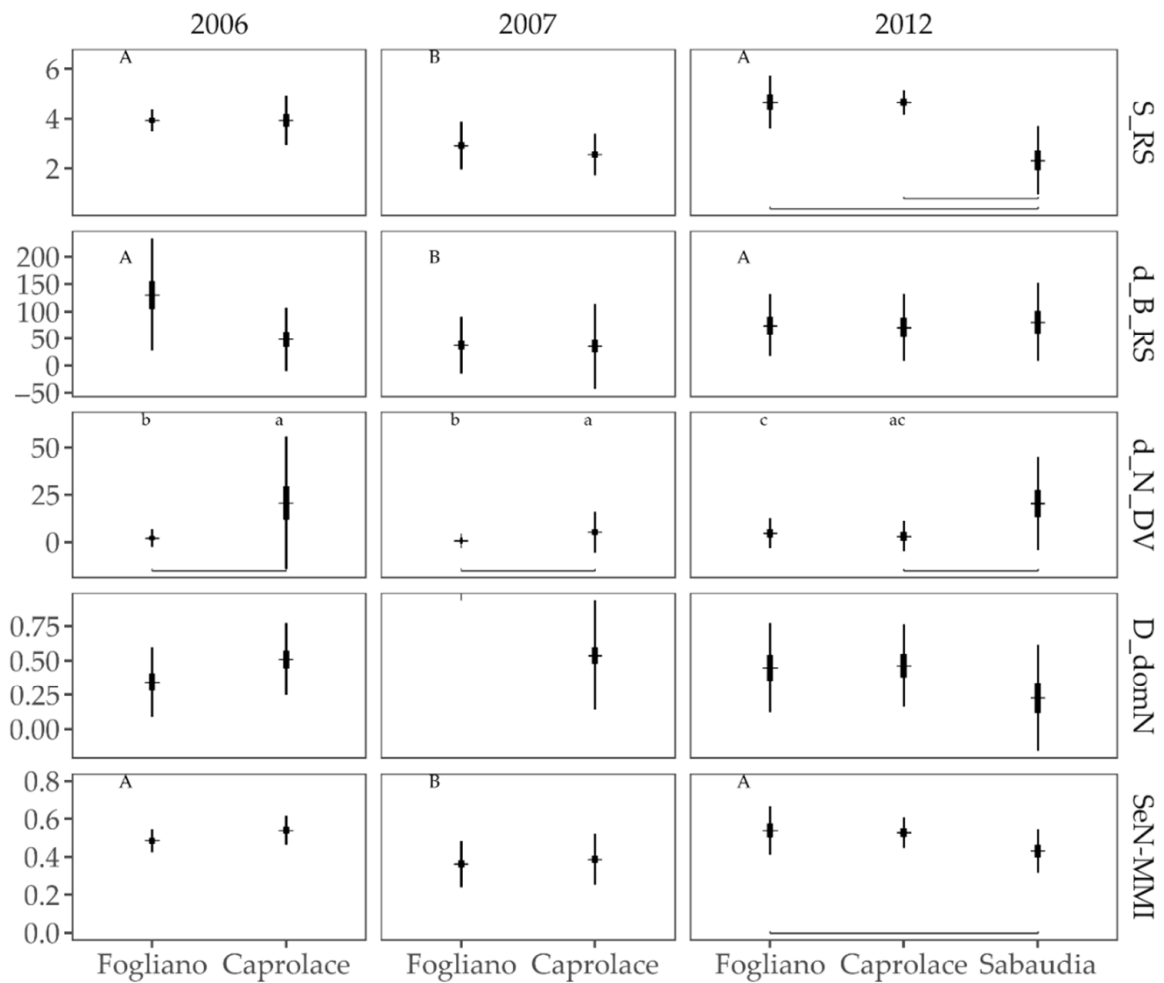 2006 2007 2012
A B A
6
4
2
S_RS
A B A
200
150
100
50
0
−50
d_B_RS
b a b a c ac
50
25
0
d_N_DV
0.75
0.50
0.25
0.00
D_domN
A B A
0.8
0.6
0.4
0.2
0.0
SeN-MMI
Fogliano Caprolace Fogliano Caprolace Fogliano Caprolace Sabaudia